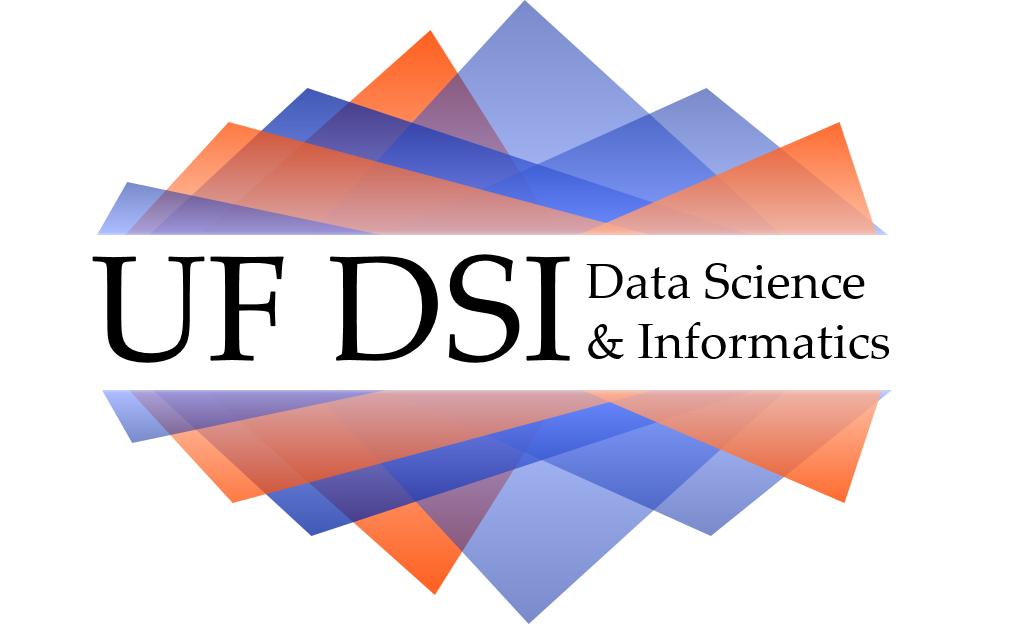 UF DSI
Data Science
& Informatics